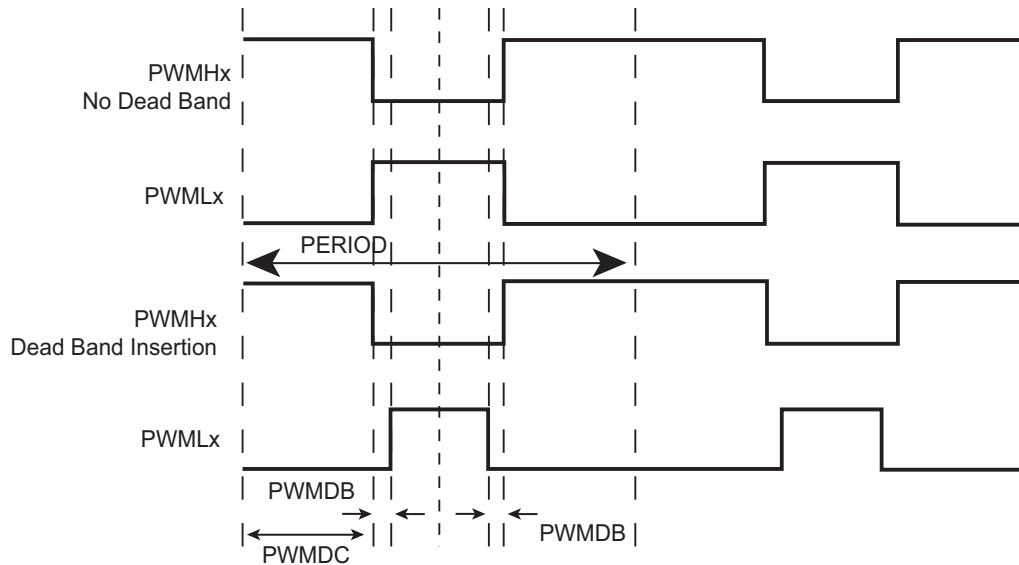 PWMHx
No Dead Band
PWMLx
PERIOD
PWMHx
Dead Band Insertion
PWMLx
PWMDB
PWMDB
PWMDC